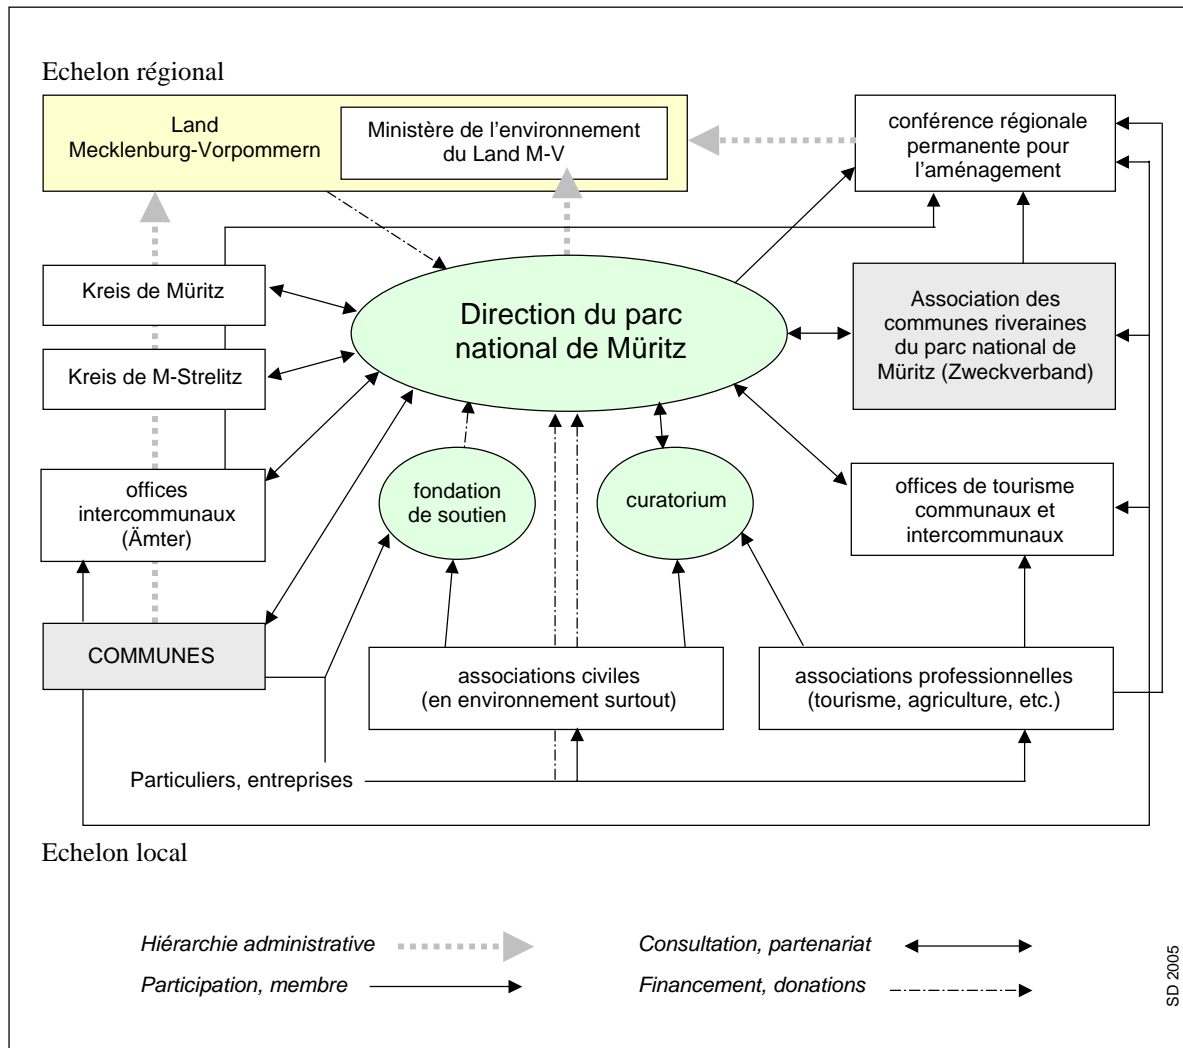 Echelon régional
Land
Mecklenburg-Vorpommern
Ministère de l'environnement
du Land M-V
conférence régionale
permanente pour
l'aménagement
Kreis de Müritz
Direction du parc
national de Müritz
Association des
communes riveraines
du parc national de
Müritz (Zweckverband)
Kreis de M-Strelitz
offices
intercommunaux
(Ämter)
fondation
de soutien
curatorium
offices de tourisme
communaux et
intercommunaux
COMMUNES
associations civiles
(en environnement surtout)
associations professionnelles
(tourisme, agriculture, etc.)
Particuliers, entreprises
Echelon local
Hiérarchie administrative
Consultation, partenariat
Participation, membre
Financement, donations
SD 2005